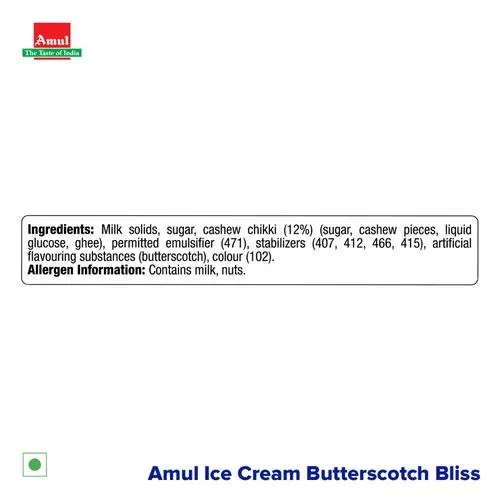 Amul
The Taste of India
Ingredients: Milk solids, sugar, cashew chikki (12%) (sugar, cashew pieces, liquid
glucose, ghee), permitted emulsifier (471), stabilizers (407, 412, 466, 415), artificial
flavouring substances (butterscotch), colour (102).
Allergen Information: Contains milk, nuts.
Amul Ice Cream Butterscotch Bliss